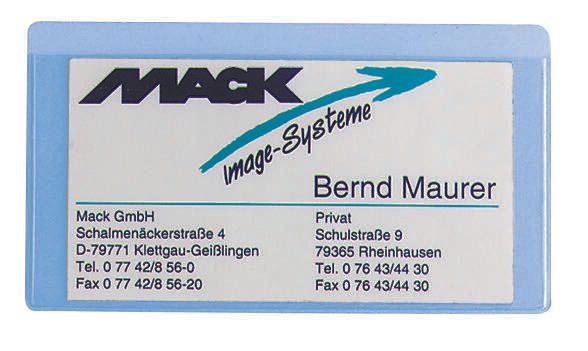 MACK
Image-Systeme
Bernd Maurer
Mack GmbH
Schalmenäckerstraße 4
D-79771 Klettgau-Geißlingen
Tel. 0 77 42/8 56-0
Fax 0 77 42/8 56-20
Privat
Schulstraße 9
79365 Rheinhausen
Tel. 0 76 43/44 30
Fax 0 76 43/44 30